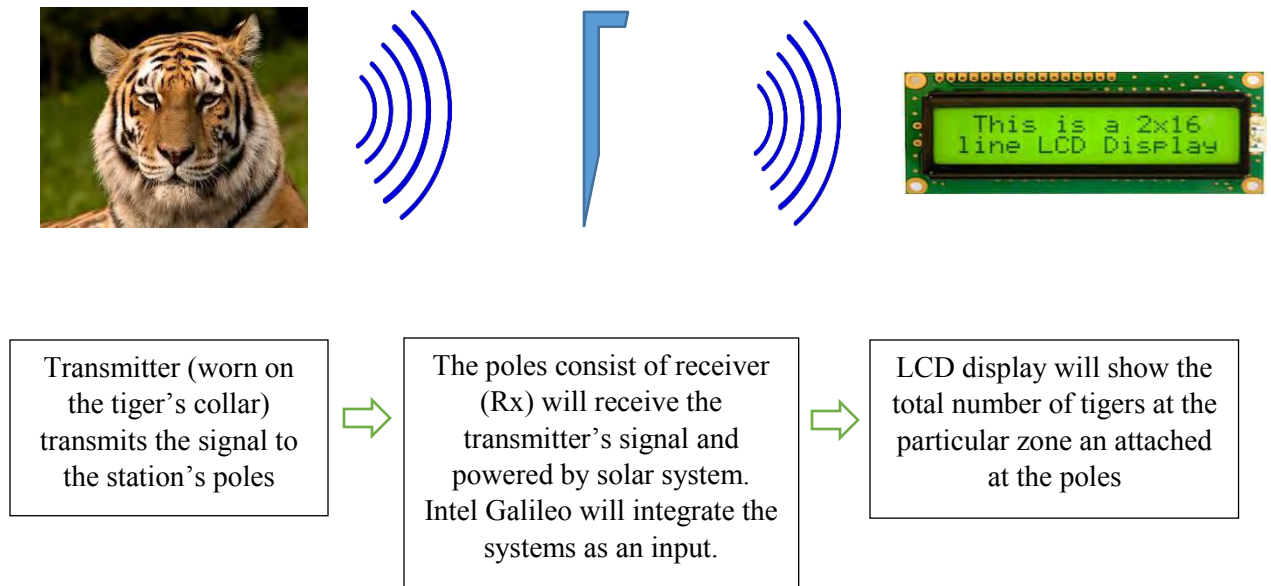 This is a 2x16
line LCD Display
Transmitter (worn on
the tiger's collar)
transmits the signal to
the station's poles
The poles consist of receiver
(Rx) will receive the
transmitter's signal and
powered by solar system.
Intel Galileo will integrate the
systems as an input.
LCD display will show the
total number of tigers at the
particular zone an attached
at the poles